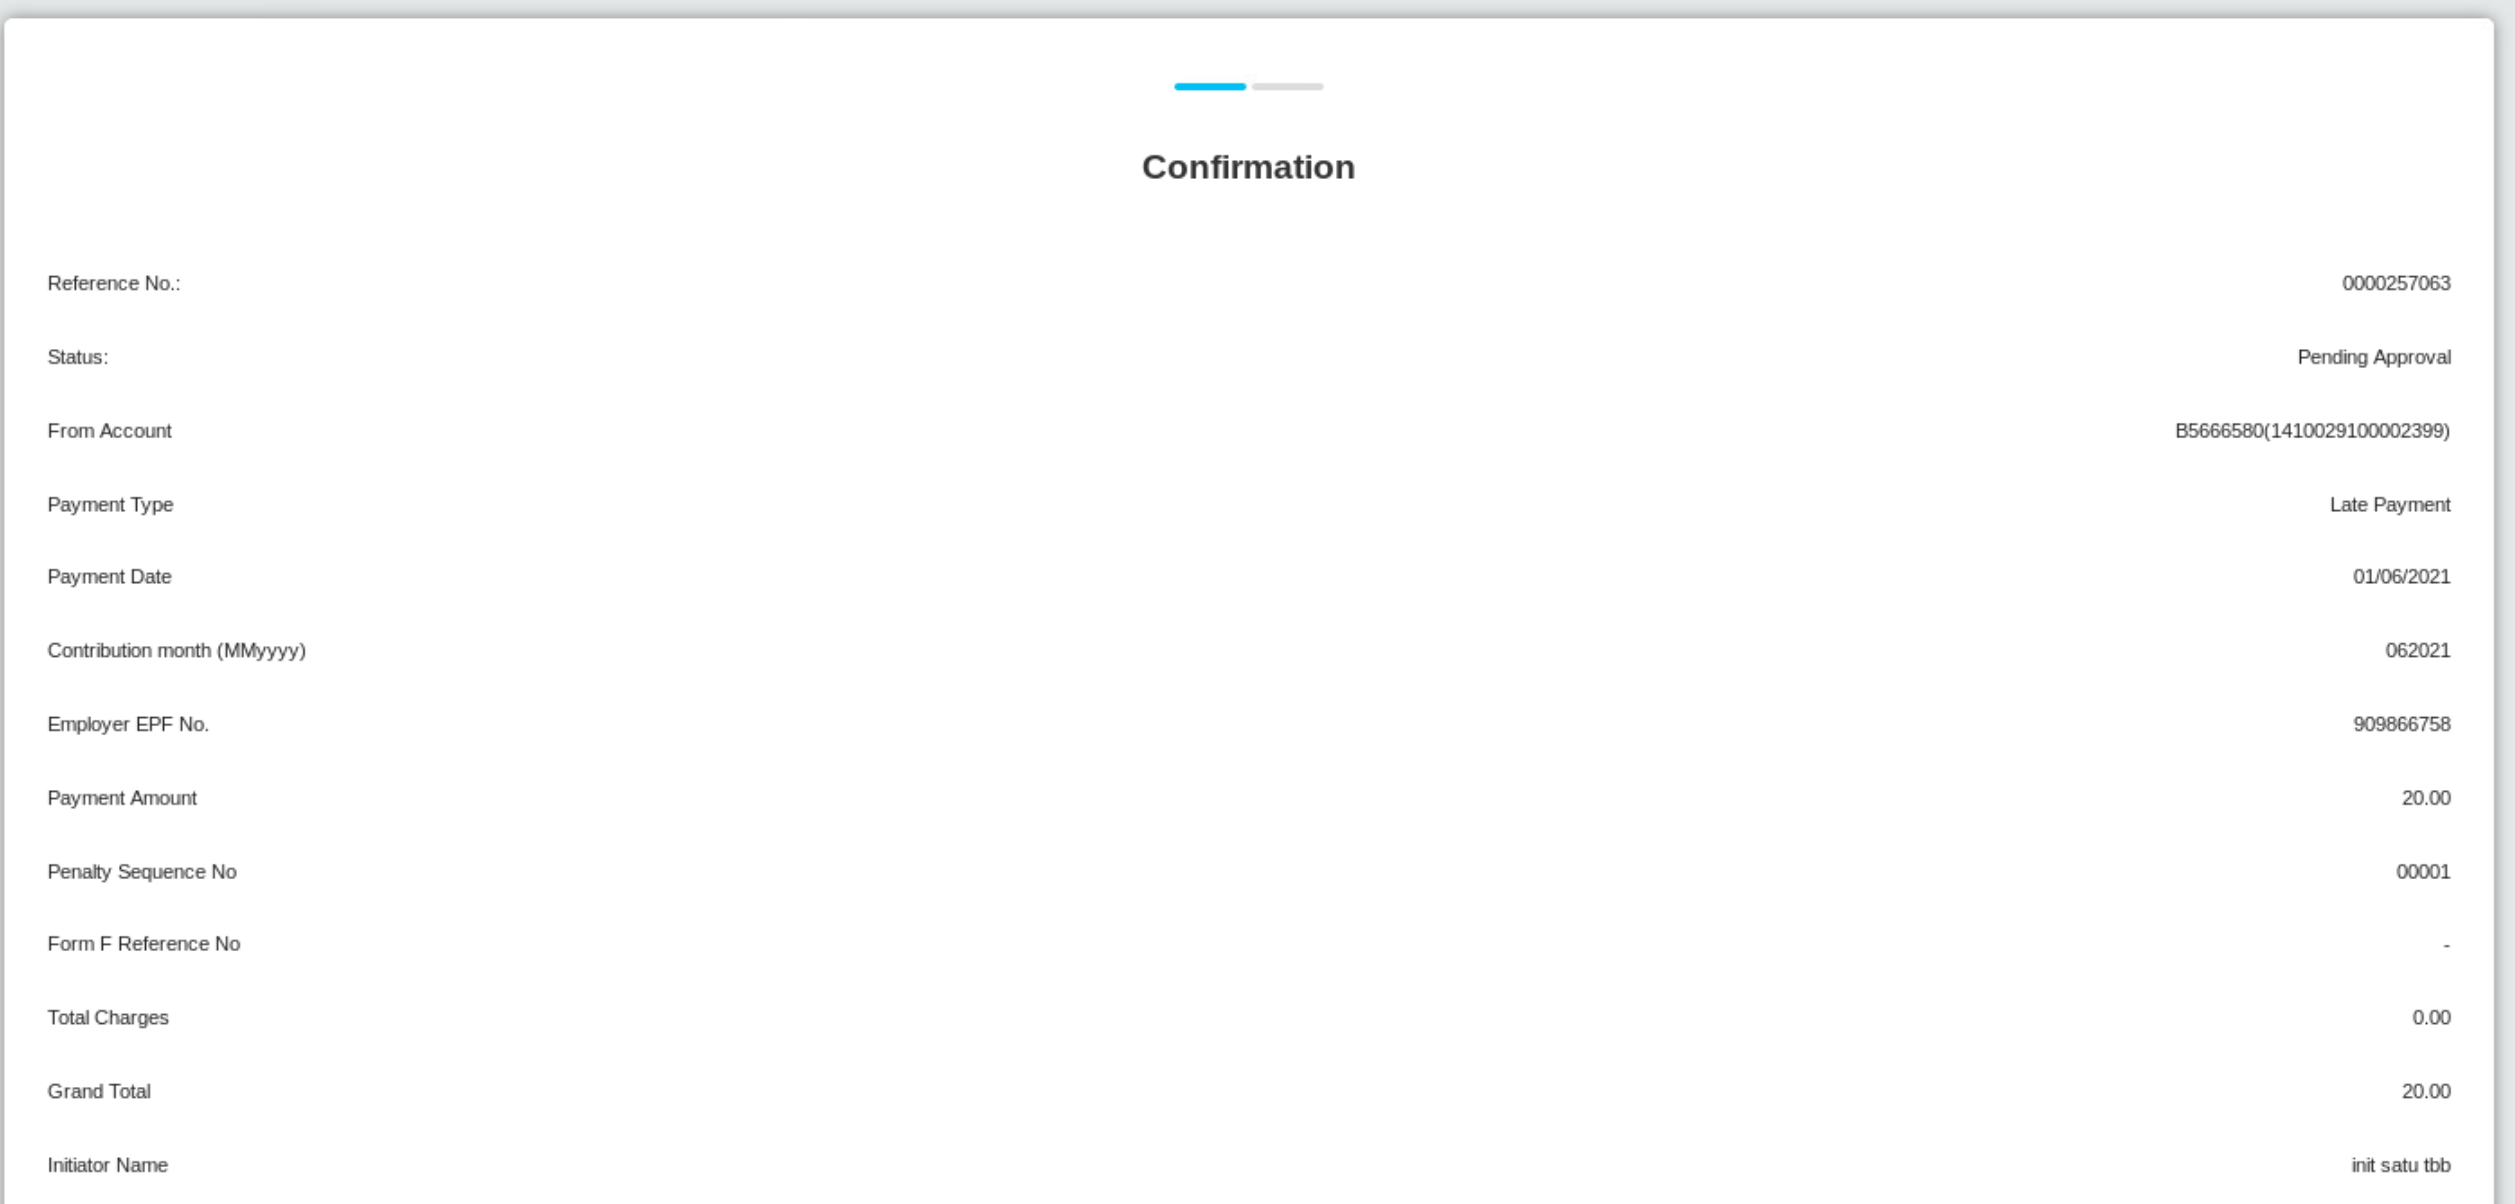 Confirmation
Reference No.: 0000257063
Status: Pending Approval
From Account B5666580(1410029100002399)
Payment Type Late Payment
Payment Date 01/06/2021
Contribution month (MMyyyy) 062021
Employer EPF No. 909866758
Payment Amount 20.00
Penalty Sequence No 00001
Form F Reference No -
Total Charges 0.00
Grand Total 20.00
Initiator Name init satu tbb